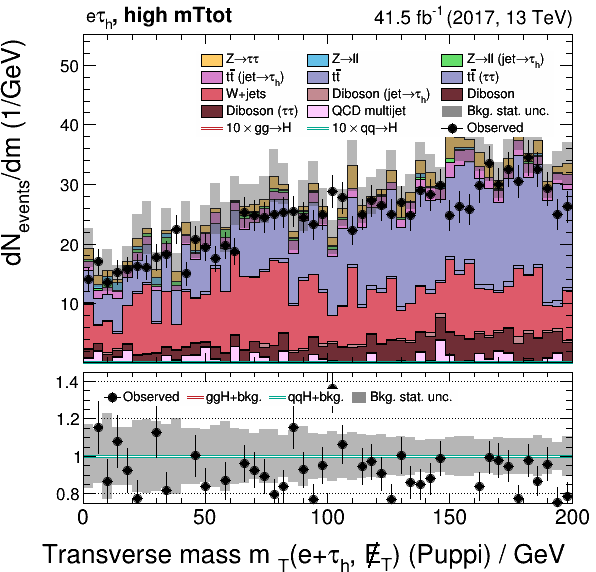 eτh, high mTtot 41.5 fb⁻¹ (2017, 13 TeV)
dNevents/dm (1/GeV)
50
40
30
20
10
Z→ττ Z→ll Z→ll (jet→τh)
tt̄ (jet→τh) tt̄ tt̄ (ττ)
W+jets Diboson (jet→τh) Diboson
Diboson (ττ) QCD multijet Bkg. stat. unc.
10 × gg→H 10 × qq→H Observed
1.4
1.2
1.0
0.8
Observed ggH+bkg. qqH+bkg. Bkg. stat. unc.
0 50 100 150 200
Transverse mass m T(e+τh, E̸T) (Puppi) / GeV